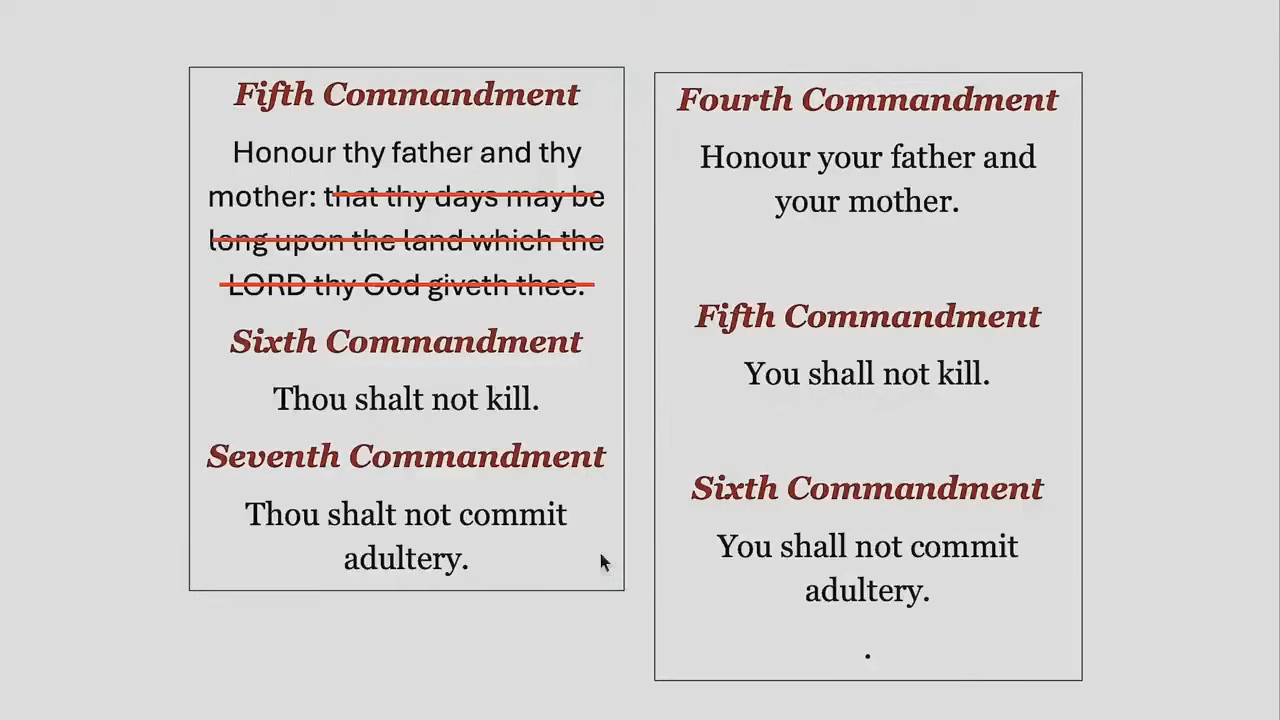 Fifth Commandment
Honour thy father and thy
mother: that thy days may be
long upon the land which the
LORD thy God giveth thee.
Sixth Commandment
Thou shalt not kill.
Seventh Commandment
Thou shalt not commit
adultery.
Fourth Commandment
Honour your father and
your mother.
Fifth Commandment
You shall not kill.
Sixth Commandment
You shall not commit
adultery.
.